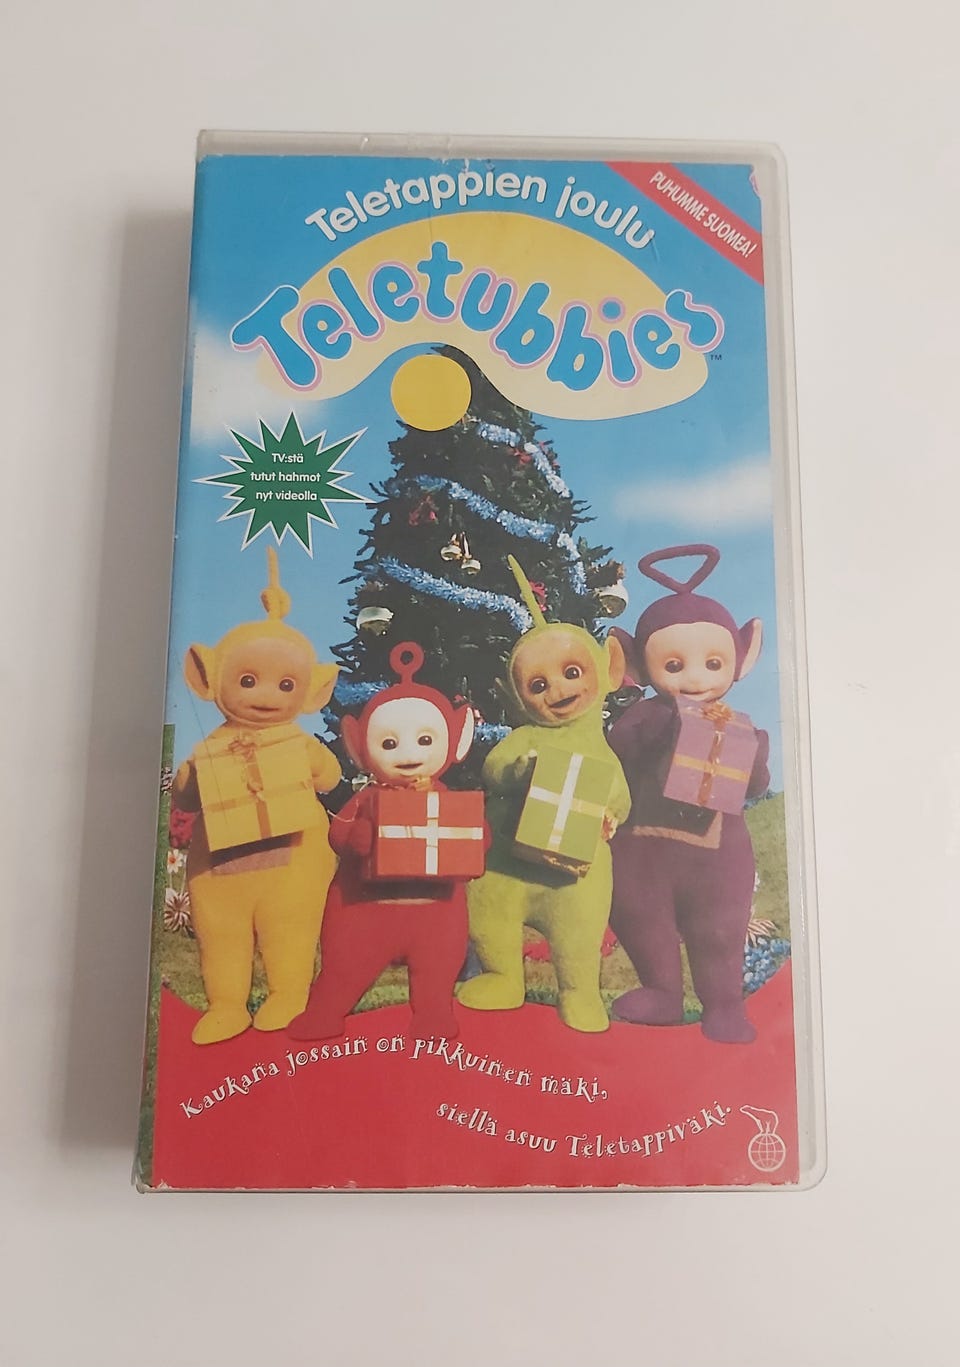 Teletappien joulu
PUHUMME SUOMEA!
Teletubbies
TM
TV:stä
tutut hahmot
nyt videolla
Kaukana jossain on pikkuinen mäki,
siellä asuu Teletappiväki.